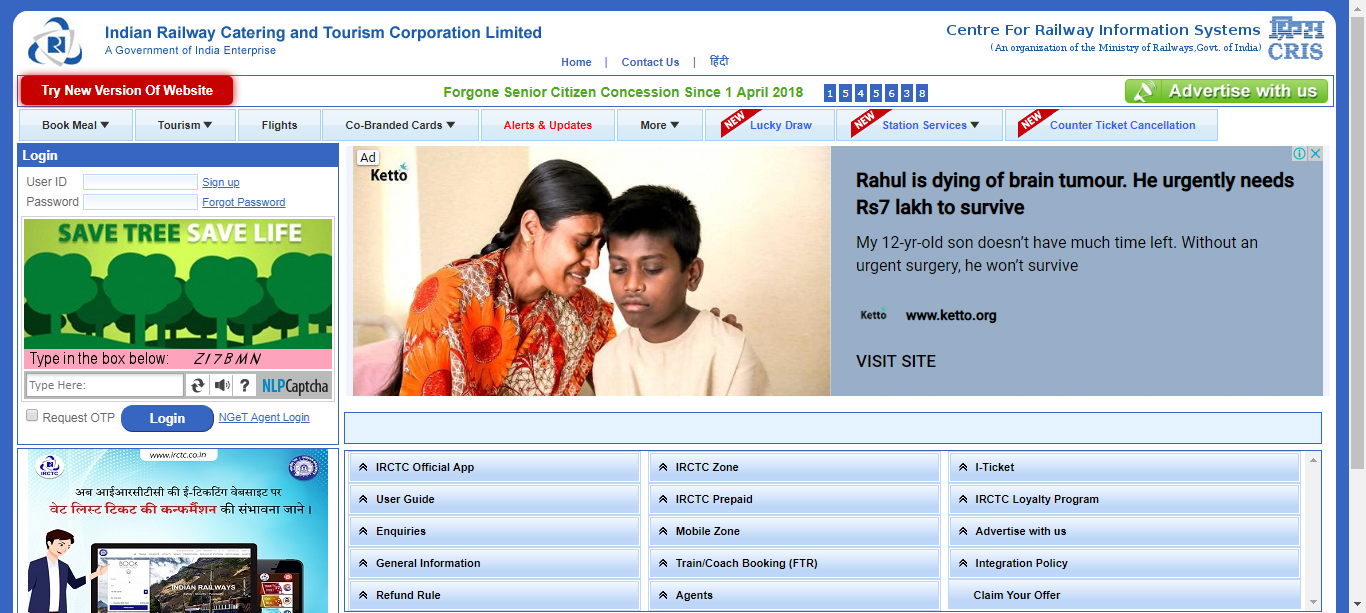 Indian Railway Catering and Tourism Corporation Limited
A Government of India Enterprise
Centre For Railway Information Systems
(An organization of the Ministry of Railways,Govt. of India)
CRIS
Home | Contact Us | हिंदी
Try New Version Of Website
Forgone Senior Citizen Concession Since 1 April 2018 1 5 4 5 6 3 8
Advertise with us
Book Meal Tourism Flights Co-Branded Cards Alerts & Updates More NEW Lucky Draw NEW Station Services NEW Counter Ticket Cancellation
Login
User ID Sign up
Password Forgot Password
SAVE TREE SAVE LIFE
Type in the box below: Z17BMN
Type Here: ? NLPCaptcha
Request OTP Login NGeT Agent Login
Ad
Ketto
Rahul is dying of brain tumour. He urgently needs
Rs7 lakh to survive
My 12-yr-old son doesn't have much time left. Without an
urgent surgery, he won't survive
Ketto www.ketto.org
VISIT SITE
www.irctc.co.in
IRCTC
अब आईआरसीटीसी की ई-टिकटिंग वेबसाइट पर
वेट लिस्ट टिकट की कन्फर्मेशन की संभावना जाने।
BOOK
INDIAN RAILWAYS
IRCTC Official App IRCTC Zone I-Ticket
User Guide IRCTC Prepaid IRCTC Loyalty Program
Enquiries Mobile Zone Advertise with us
General Information Train/Coach Booking (FTR) Integration Policy
Refund Rule Agents Claim Your Offer